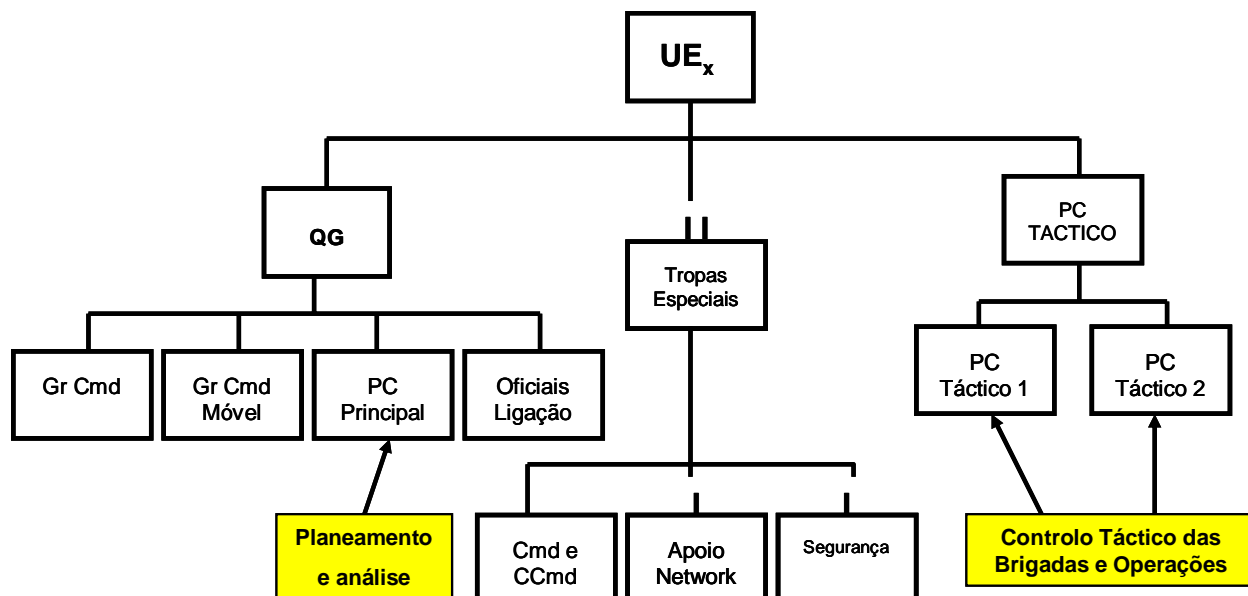 UEx
QG
PC
TACTICO
Tropas
Especiais
Gr Cmd
Gr Cmd
Móvel
PC
Principal
Oficiais
Ligação
PC
Táctico 1
PC
Táctico 2
Planeamento
e análise
Cmd e
CCmd
Apoio
Network
Segurança
Controlo Táctico das
Brigadas e Operações